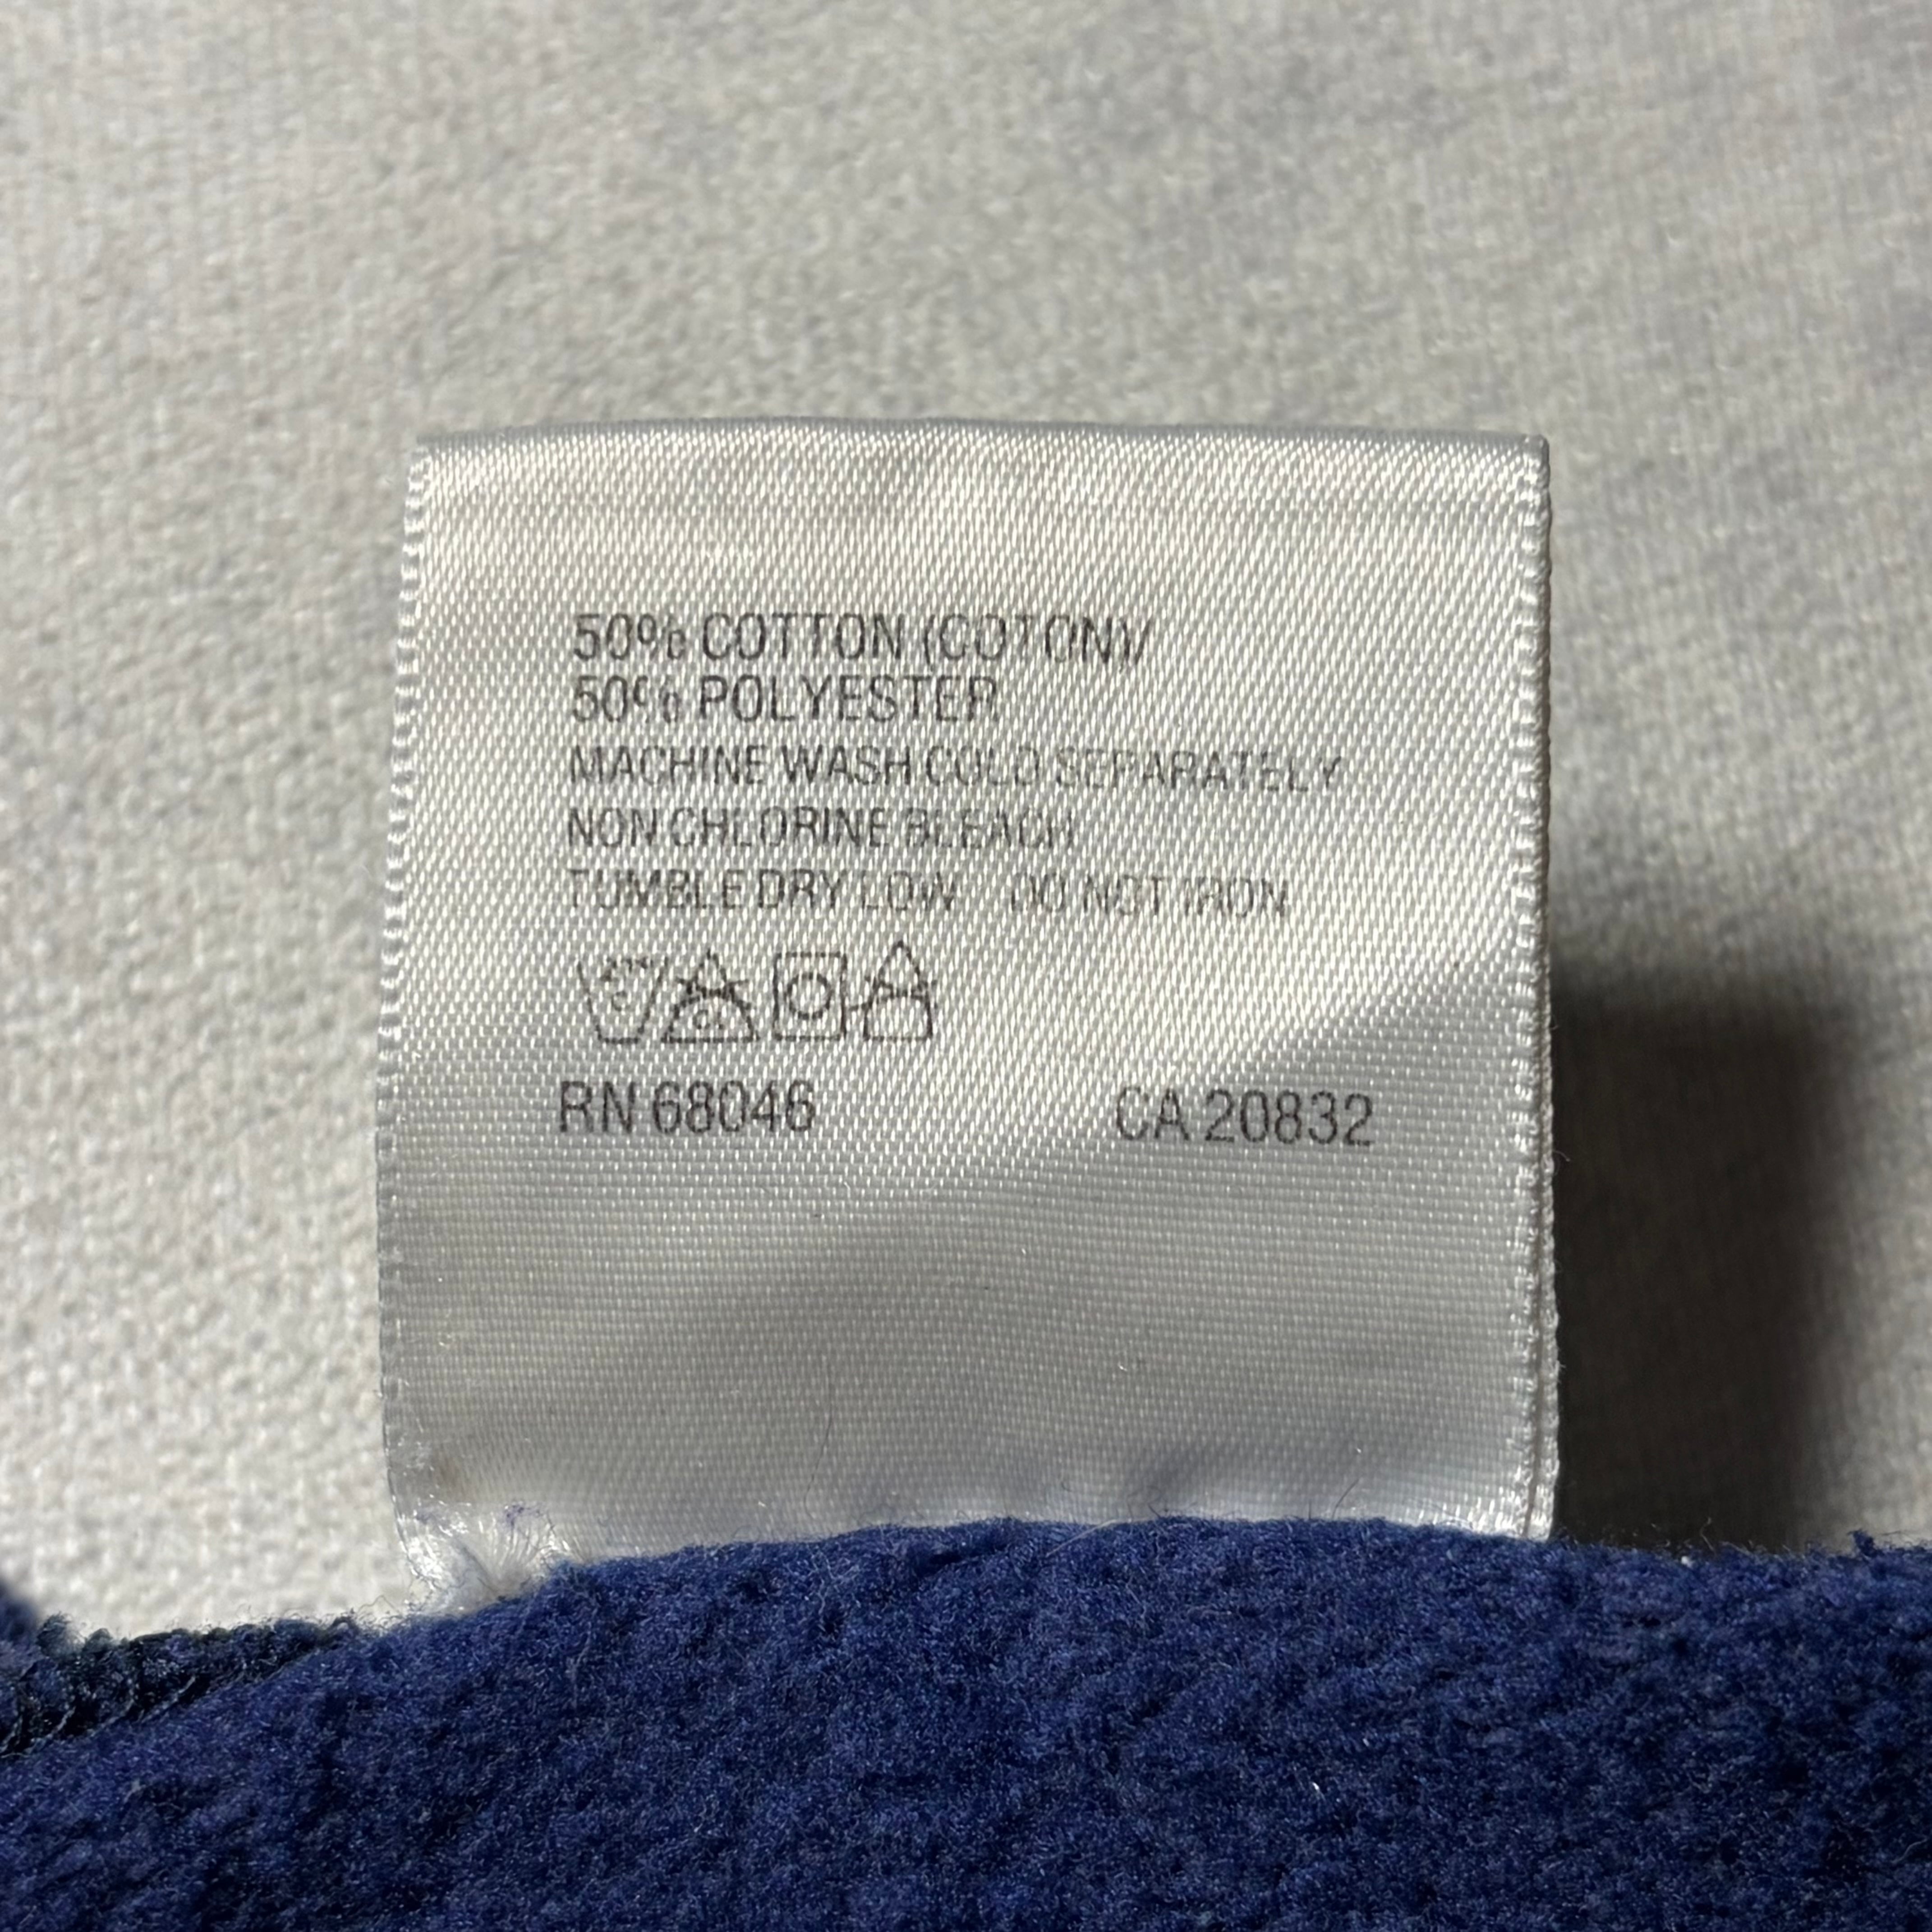 50% COTTON (COTON)/
50% POLYESTER
MACHINE WASH COLD SEPARATELY
NON CHLORINE BLEACH
TUMBLE DRY LOW DO NOT IRON
RN 68046 CA 20832